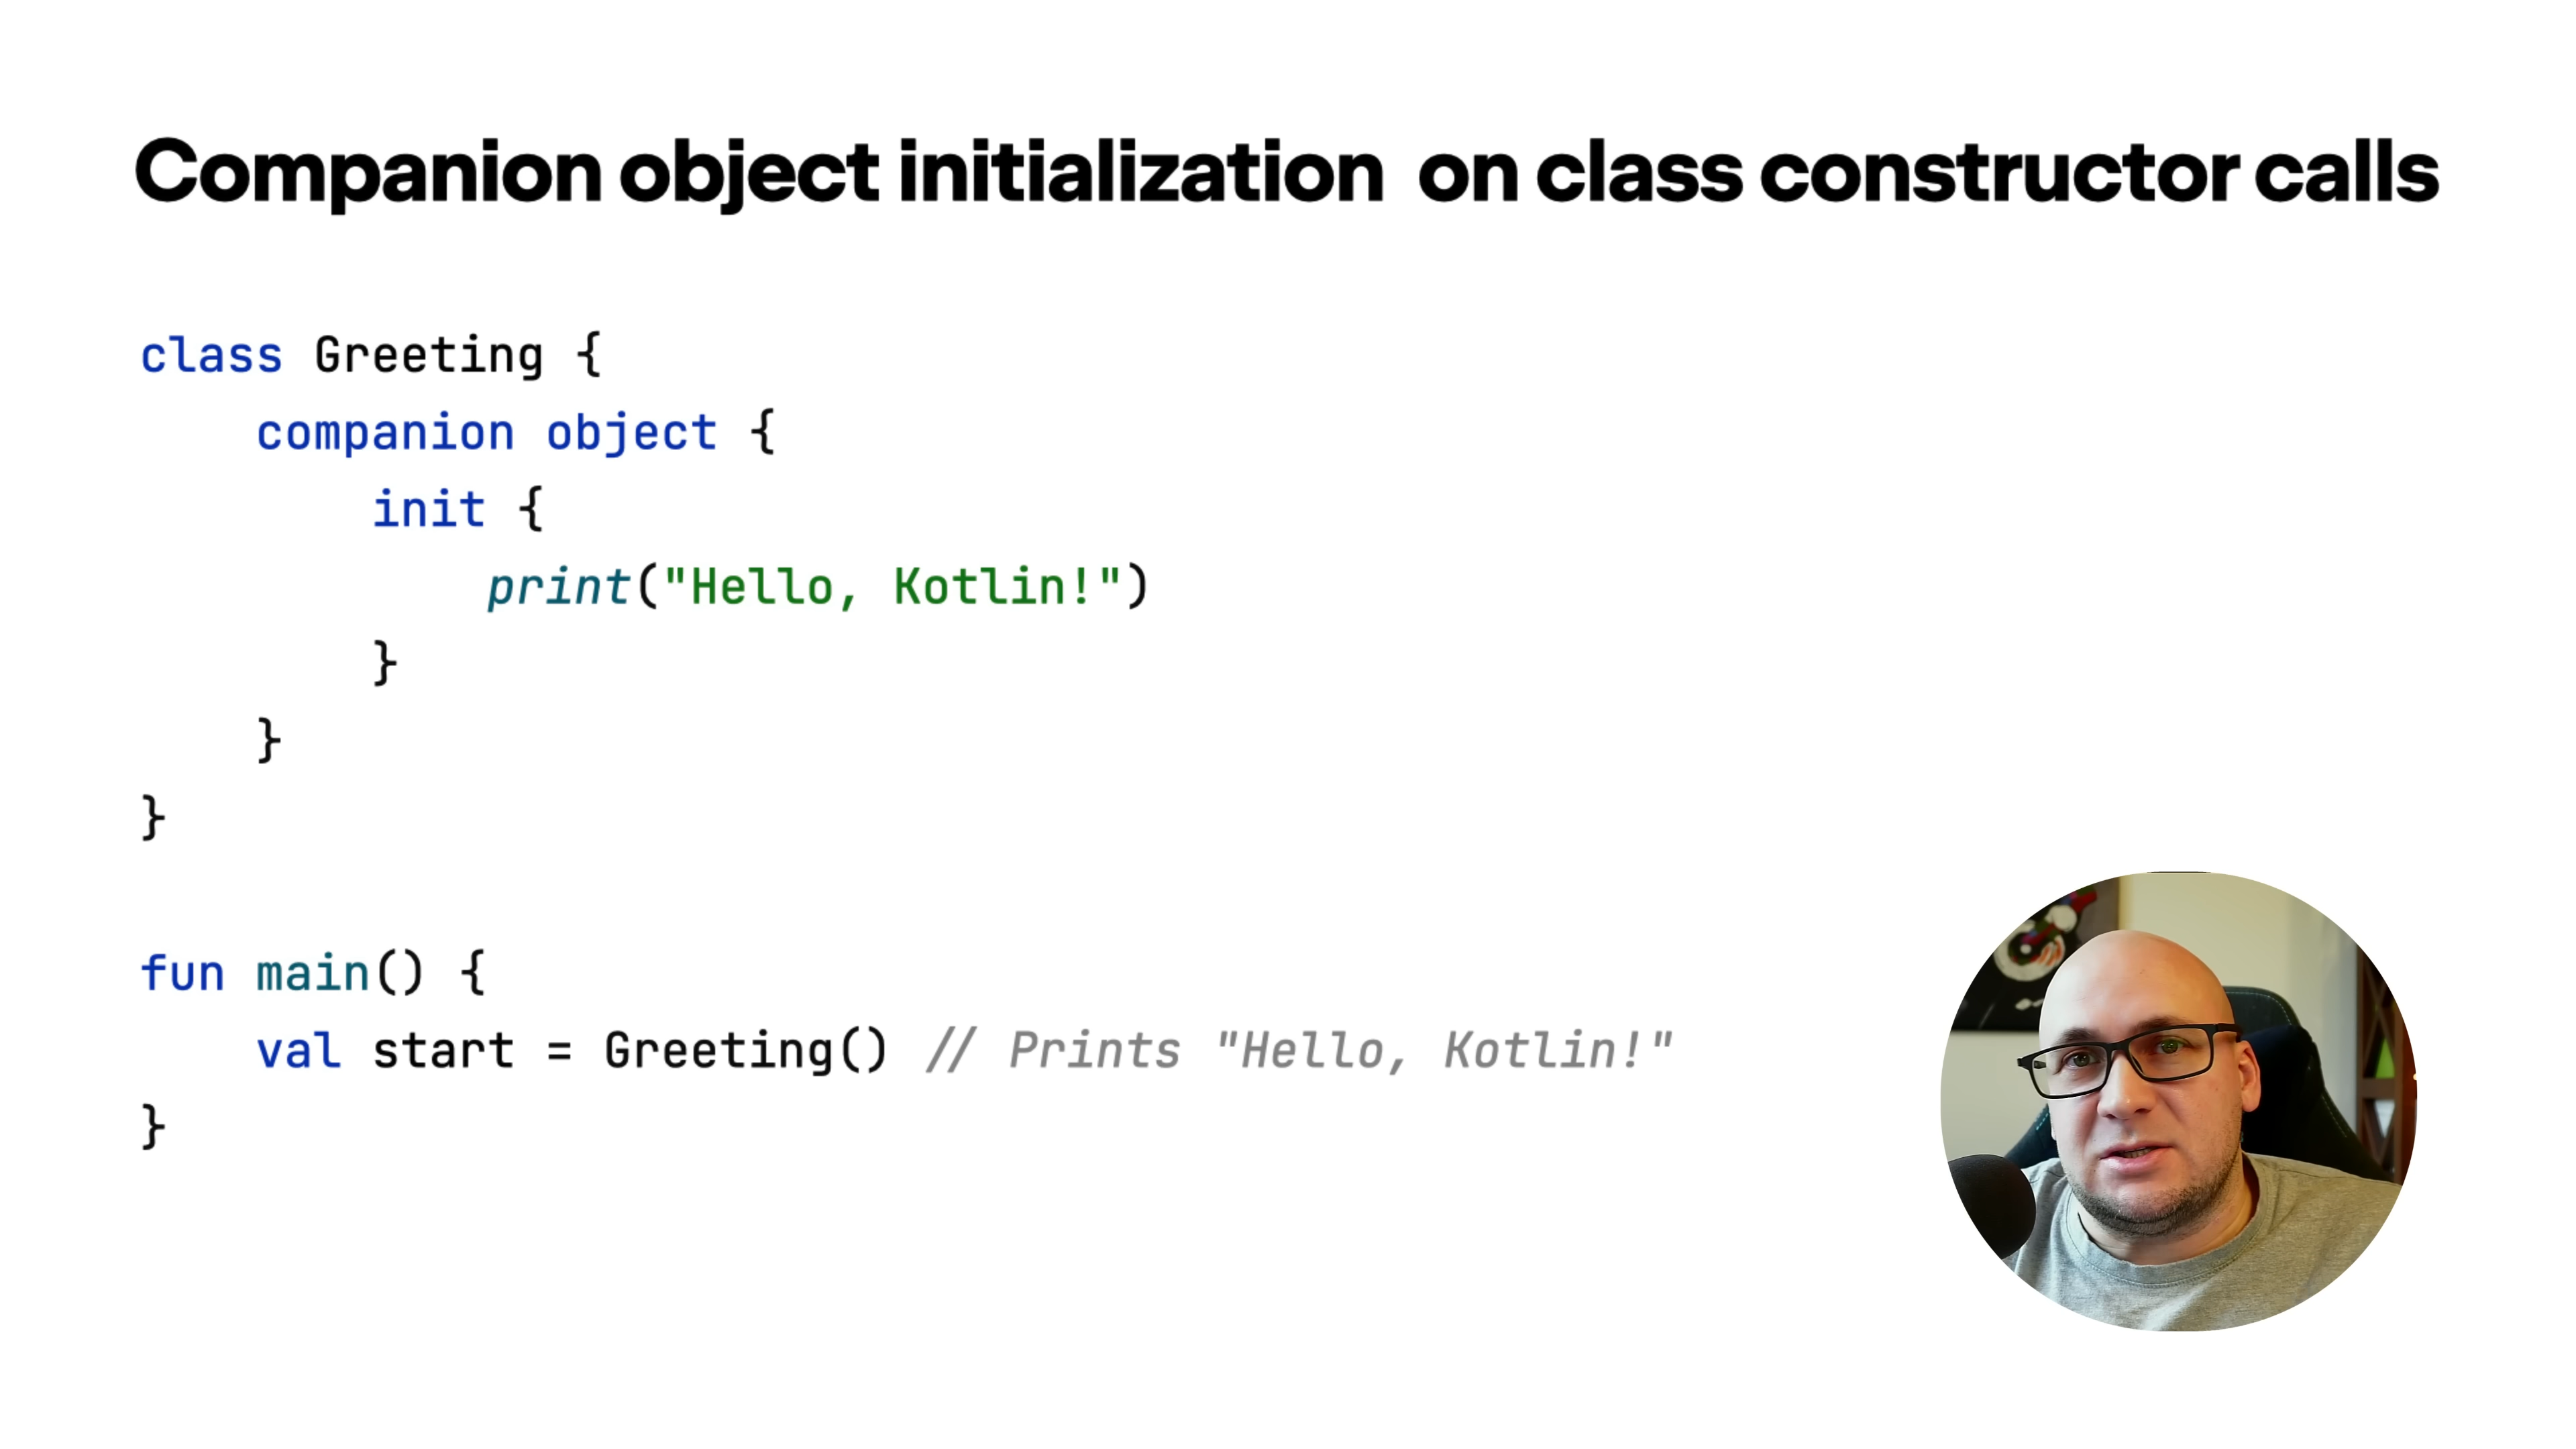 Companion object initialization  on class constructor calls
class Greeting {
    companion object {
        init {
            print("Hello, Kotlin!")
        }
    }
}
fun main() {
    val start = Greeting() // Prints "Hello, Kotlin!"
}